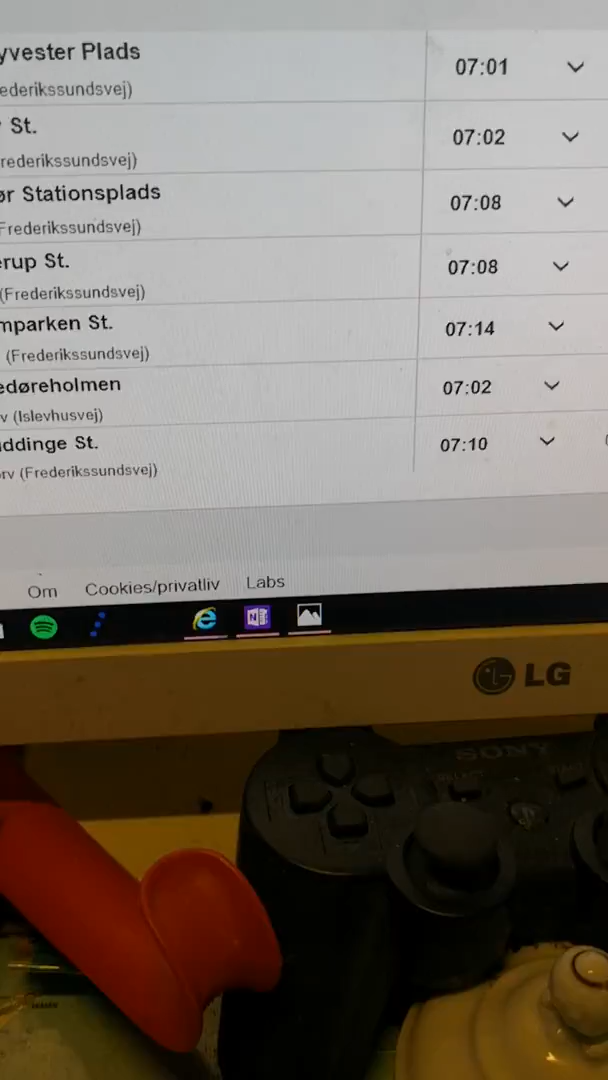 yvester Plads
07:01
ederikssundsvej)
St.
07:02
rederikssundsvej)
ør Stationsplads
07:08
Frederikssundsvej)
erup St.
07:08
(Frederikssundsvej)
mparken St.
07:14
(Frederikssundsvej)
edøreholmen
07:02
v (Islevhusvej)
ddinge St.
07:10
orv (Frederikssundsvej)
Om Cookies/privatliv Labs
N
LG
SONY
SELECT